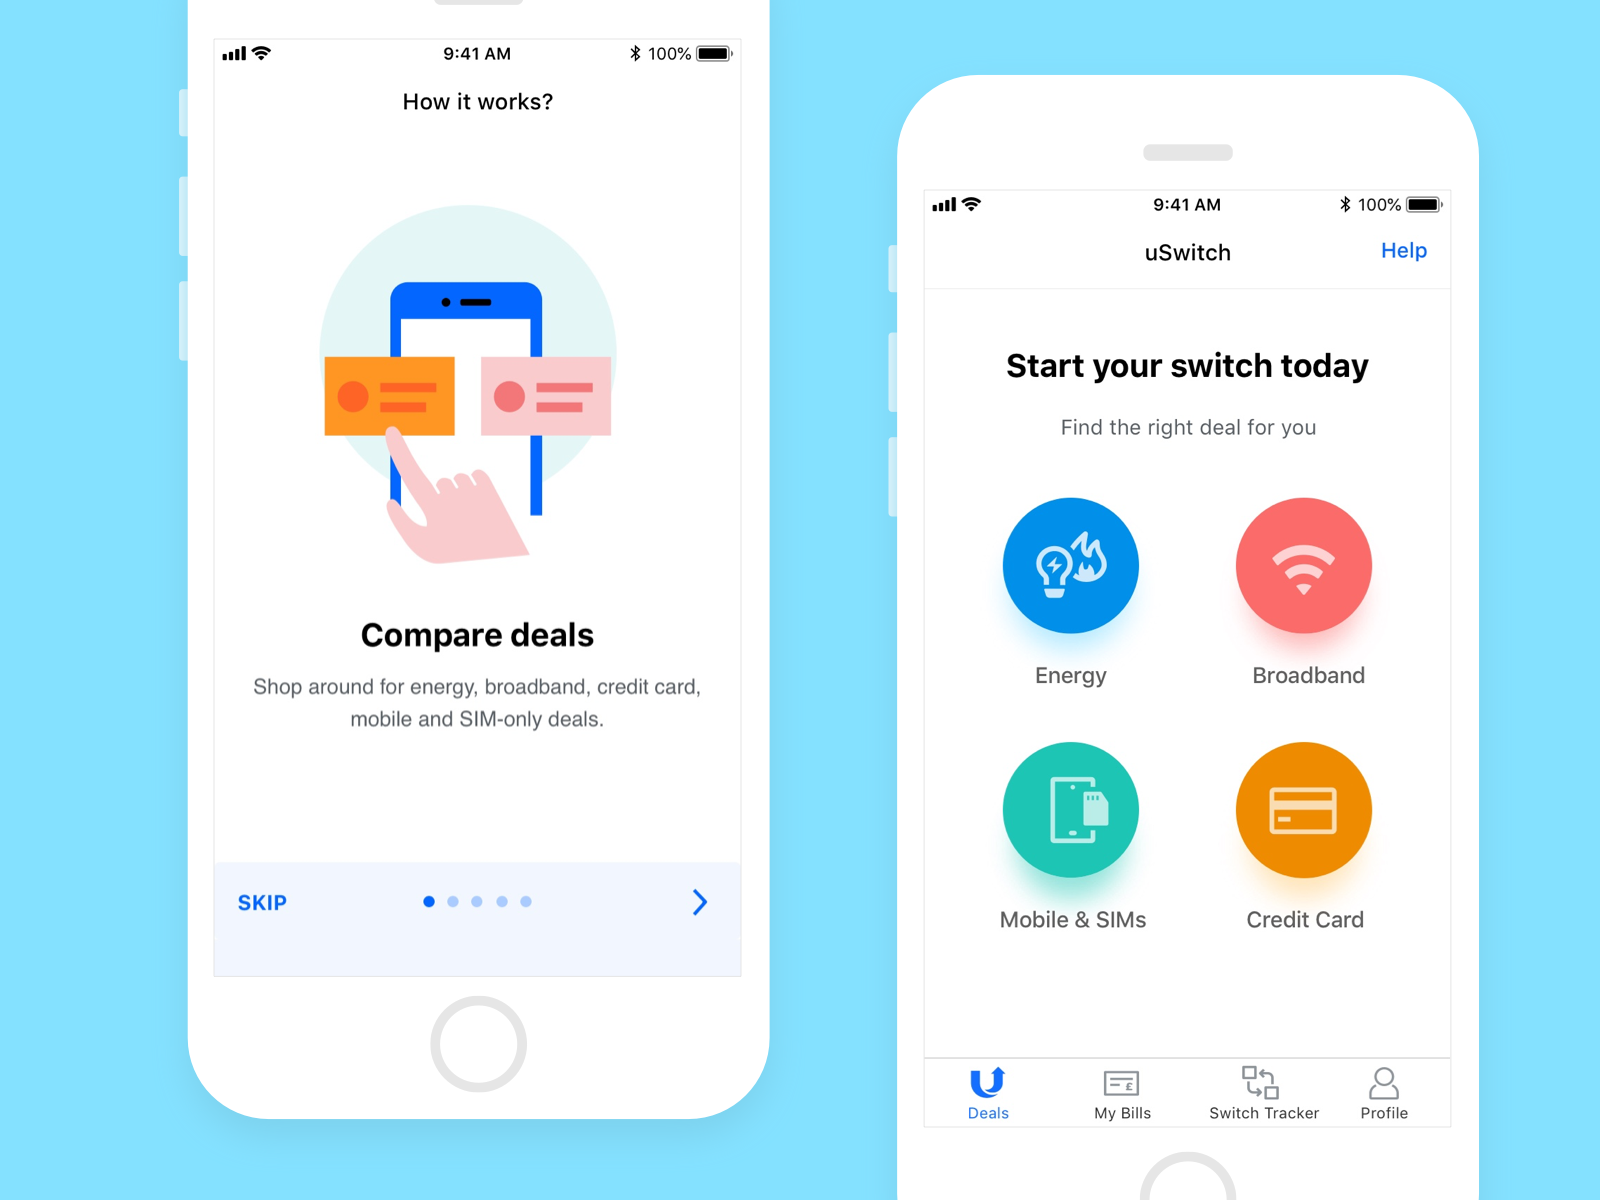 9:41 AM
100%
How it works?
Compare deals
Shop around for energy, broadband, credit card,
mobile and SIM-only deals.
SKIP
9:41 AM
100%
uSwitch
Help
Start your switch today
Find the right deal for you
Energy
Broadband
Mobile & SIMs
Credit Card
£
Deals
My Bills
Switch Tracker
Profile